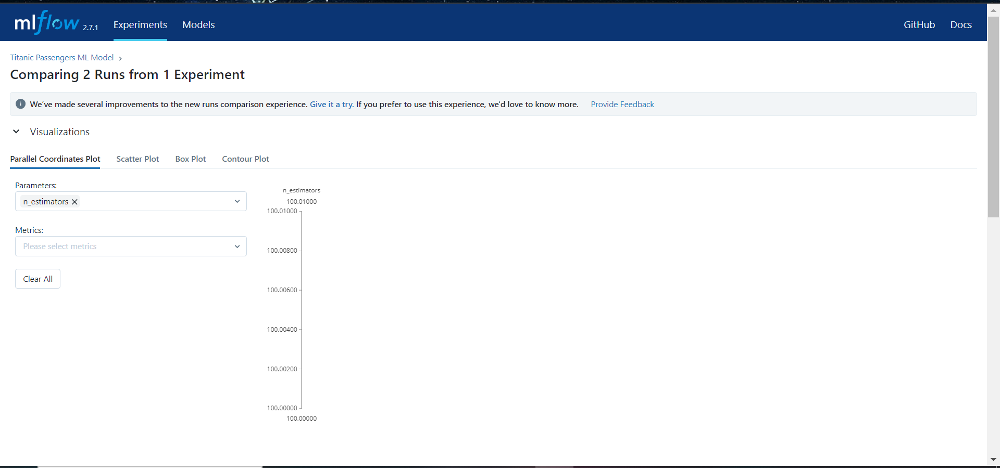 mlflow 2.7.1 Experiments Models GitHub Docs
Titanic Passengers ML Model ›
Comparing 2 Runs from 1 Experiment
We've made several improvements to the new runs comparison experience. Give it a try. If you prefer to use this experience, we'd love to know more. Provide Feedback
Visualizations
Parallel Coordinates Plot Scatter Plot Box Plot Contour Plot
Parameters:
n_estimators
Metrics:
Please select metrics
Clear All
n_estimators
100.01000
100.01000
100.00800
100.00600
100.00400
100.00200
100.00000
100.00000